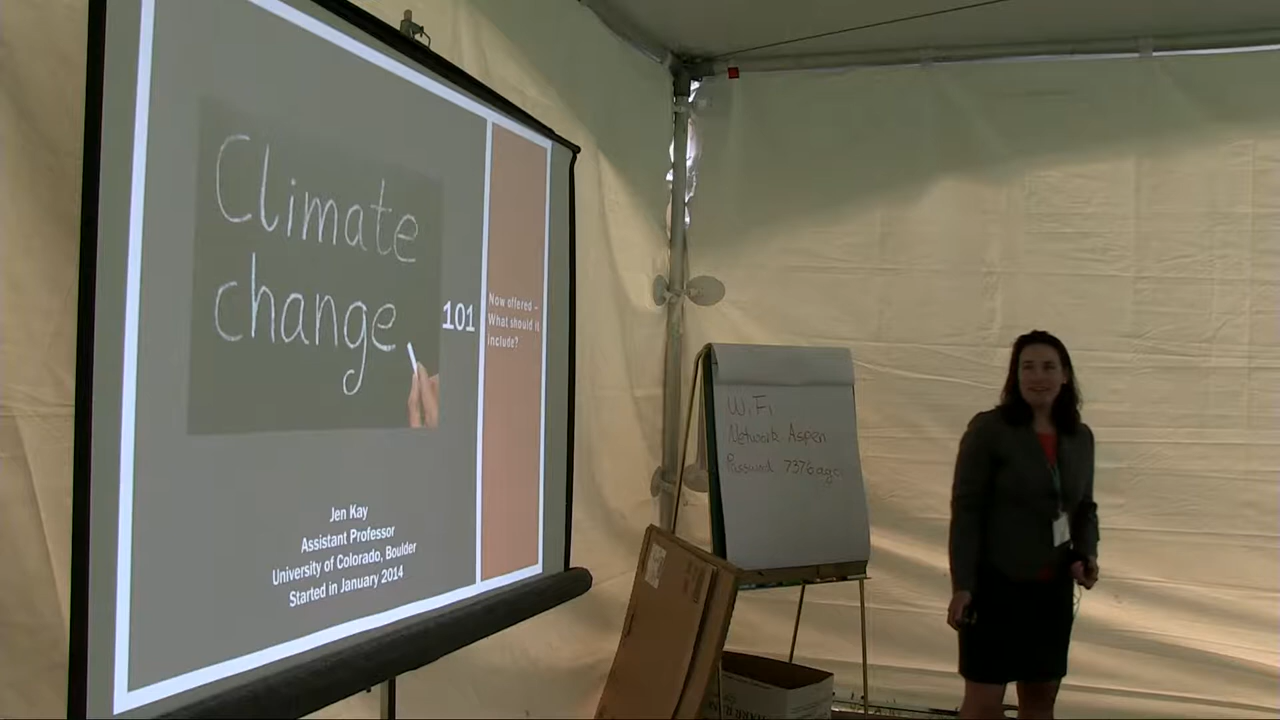 Climate
change
101
Now offered –
What should it
include?
Jen Kay
Assistant Professor
University of Colorado, Boulder
Started in January 2014
WiFi
Network Aspen
Password 7376aga